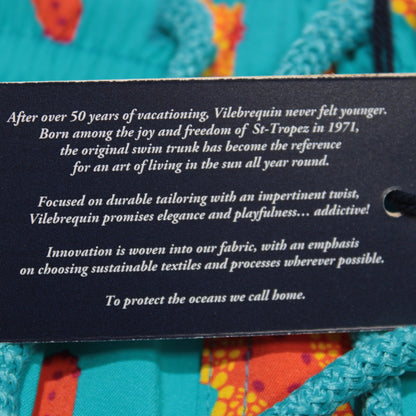 After over 50 years of vacationing, Vilebrequin never felt younger.
Born among the joy and freedom of St-Tropez in 1971,
the original swim trunk has become the reference
for an art of living in the sun all year round.
Focused on durable tailoring with an impertinent twist,
Vilebrequin promises elegance and playfulness... addictive!
Innovation is woven into our fabric, with an emphasis
on choosing sustainable textiles and processes wherever possible.
To protect the oceans we call home.